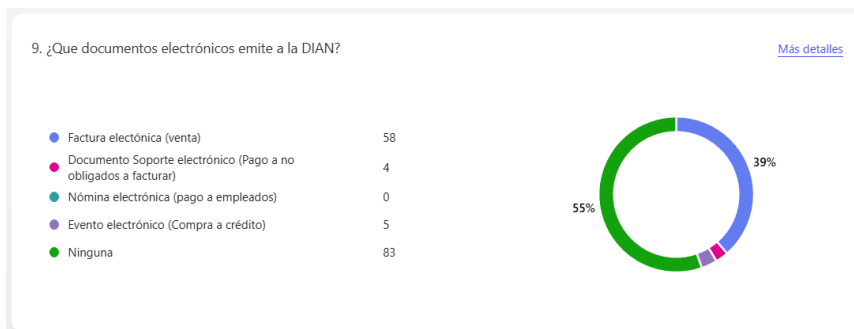 9. ¿Que documentos electrónicos emite a la DIAN?
Más detalles
Factura electónica (venta) 58
Documento Soporte electrónico (Pago a no
obligados a facturar) 4
Nómina electrónica (pago a empleados) 0
Evento electrónico (Compra a crédito) 5
Ninguna 83
39%
55%